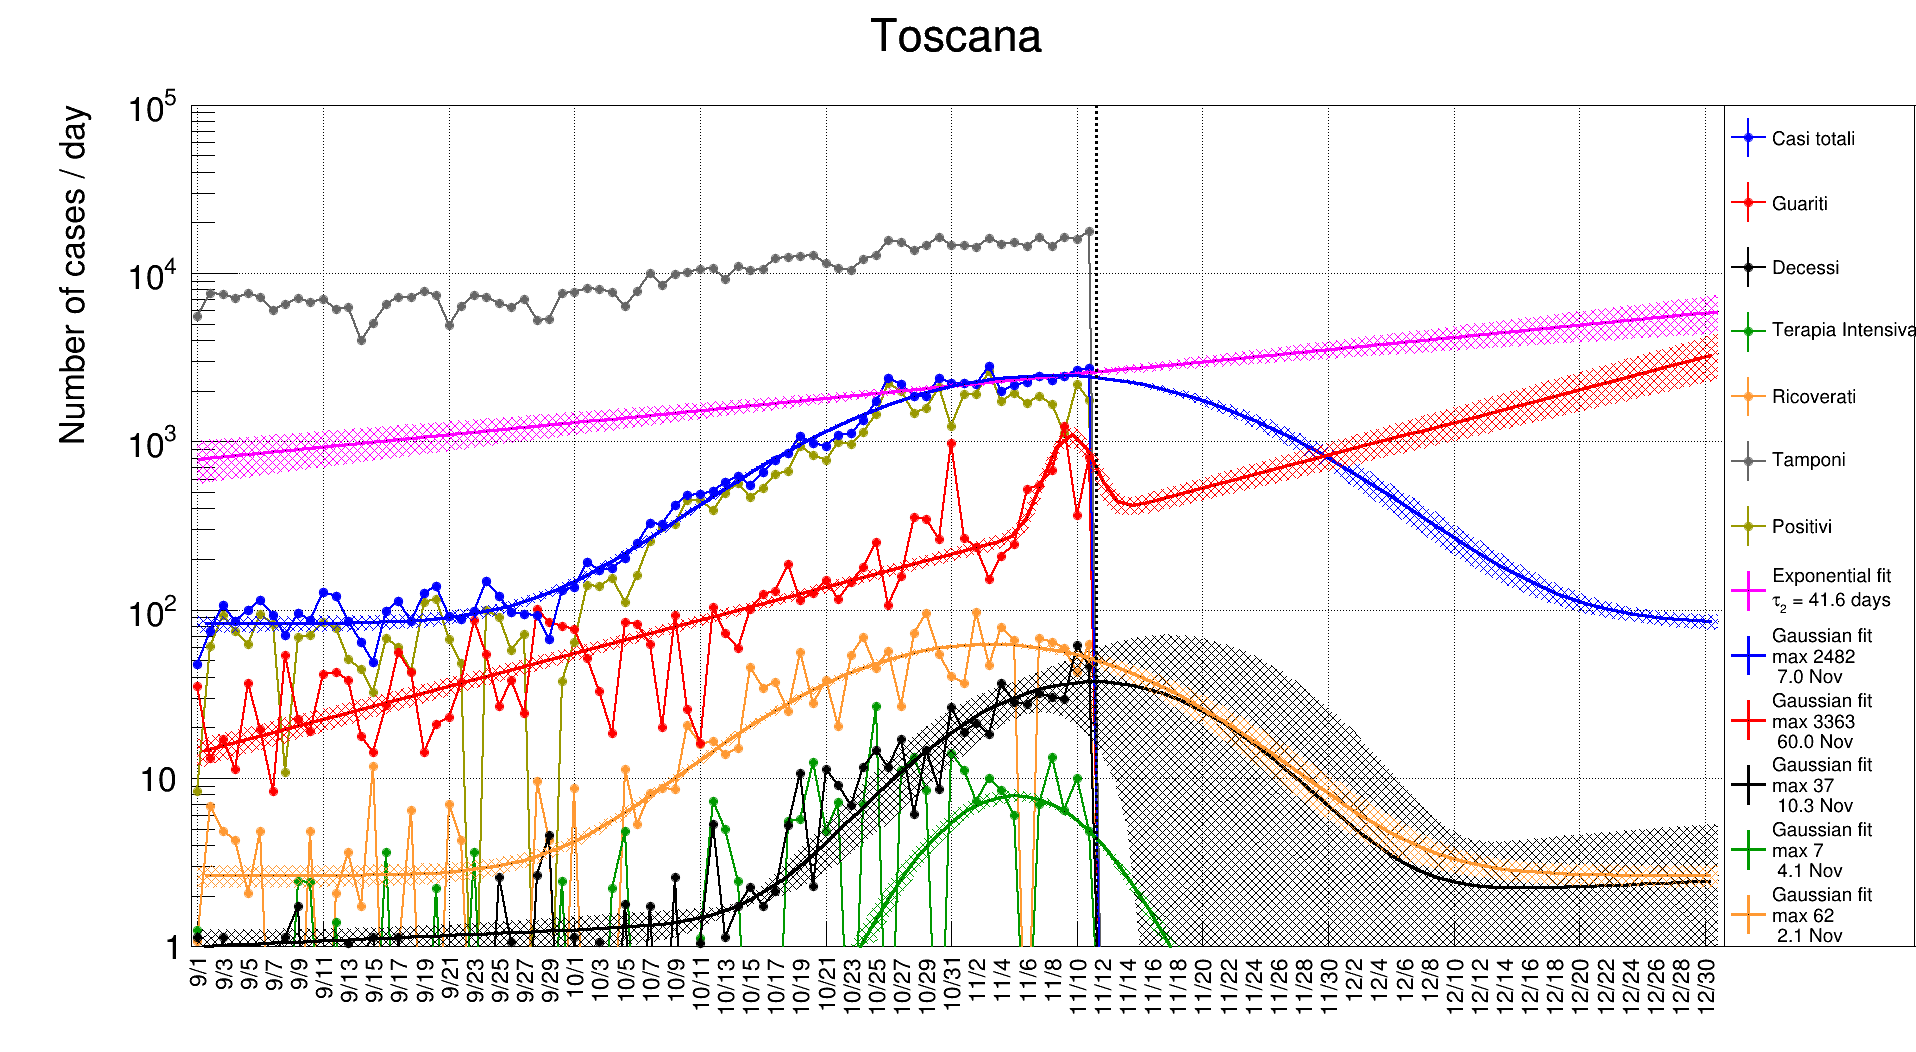 Toscana
Number of cases / day
10^5
10^4
10^3
10^2
10
1
9/1
9/3
9/5
9/7
9/9
9/11
9/13
9/15
9/17
9/19
9/21
9/23
9/25
9/27
9/29
10/1
10/3
10/5
10/7
10/9
10/11
10/13
10/15
10/17
10/19
10/21
10/23
10/25
10/27
10/29
10/31
11/2
11/4
11/6
11/8
11/10
11/12
11/14
11/16
11/18
11/20
11/22
11/24
11/26
11/28
11/30
12/2
12/4
12/6
12/8
12/10
12/12
12/14
12/16
12/18
12/20
12/22
12/24
12/26
12/28
12/30
Casi totali
Guariti
Decessi
Terapia Intensiva
Ricoverati
Tamponi
Positivi
Exponential fit
τ₂ = 41.6 days
Gaussian fit
max 2482
7.0 Nov
Gaussian fit
max 3363
60.0 Nov
Gaussian fit
max 37
10.3 Nov
Gaussian fit
max 7
4.1 Nov
Gaussian fit
max 62
2.1 Nov